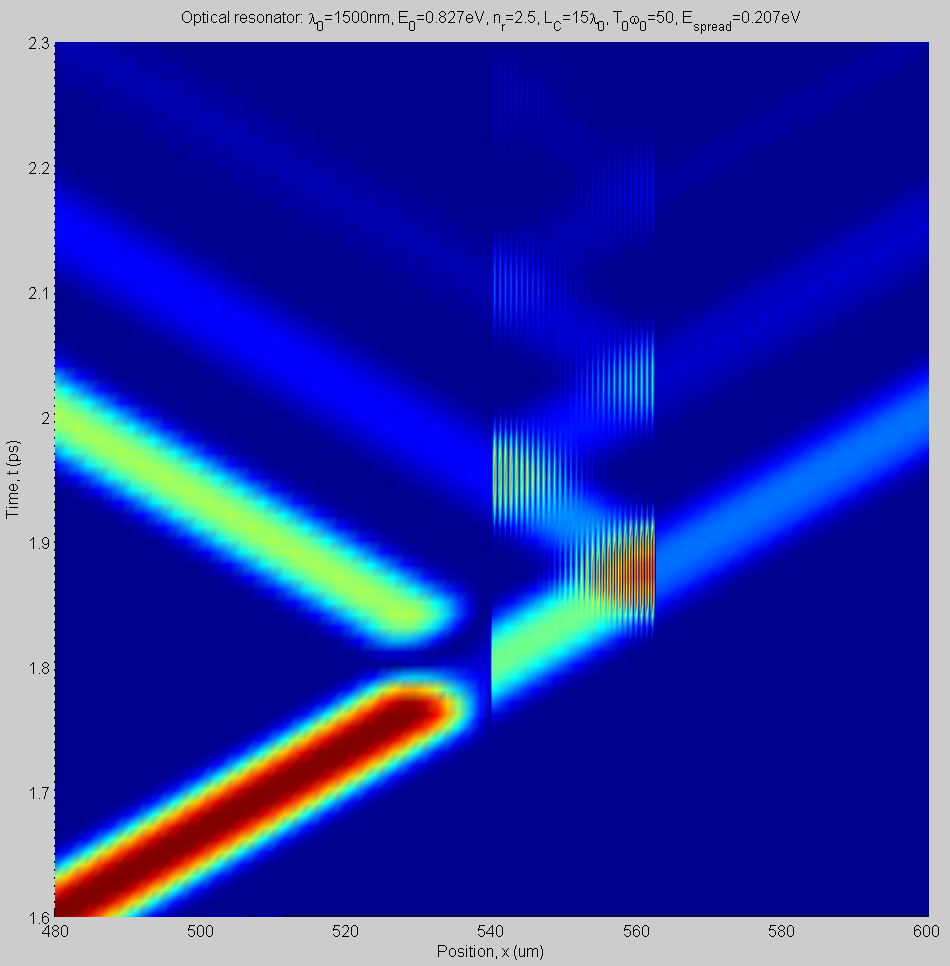 Optical resonator: λ₀=1500nm, E₀=0.827eV, nᵣ=2.5, L_C=15λ₀, T₀ω₀=50, E_spread=0.207eV
2.3
2.2
2.1
2
1.9
1.8
1.7
1.6
Time, t (ps)
480 500 520 540 560 580 600
Position, x (um)